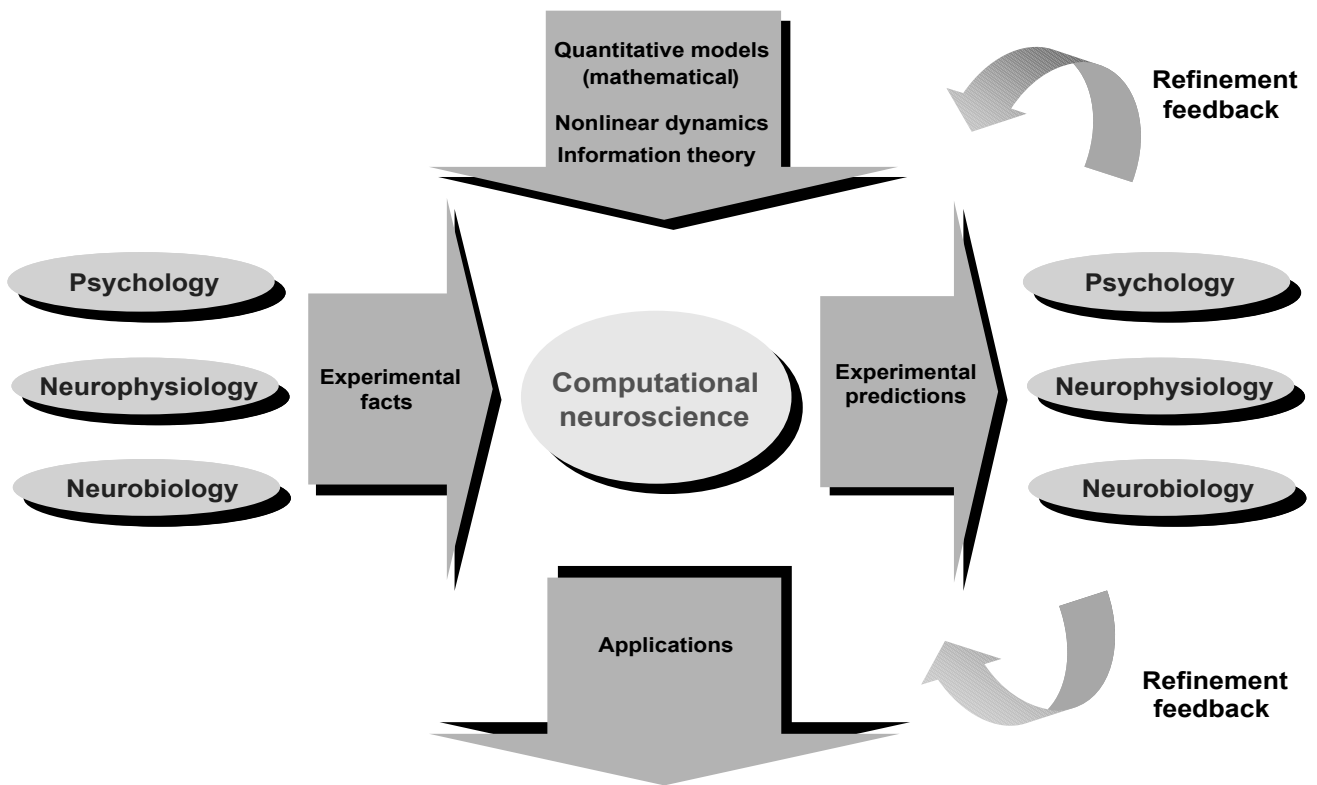 Quantitative models
(mathematical)
Nonlinear dynamics
Information theory
Refinement
feedback
Psychology
Neurophysiology
Neurobiology
Experimental
facts
Computational
neuroscience
Experimental
predictions
Psychology
Neurophysiology
Neurobiology
Applications
Refinement
feedback